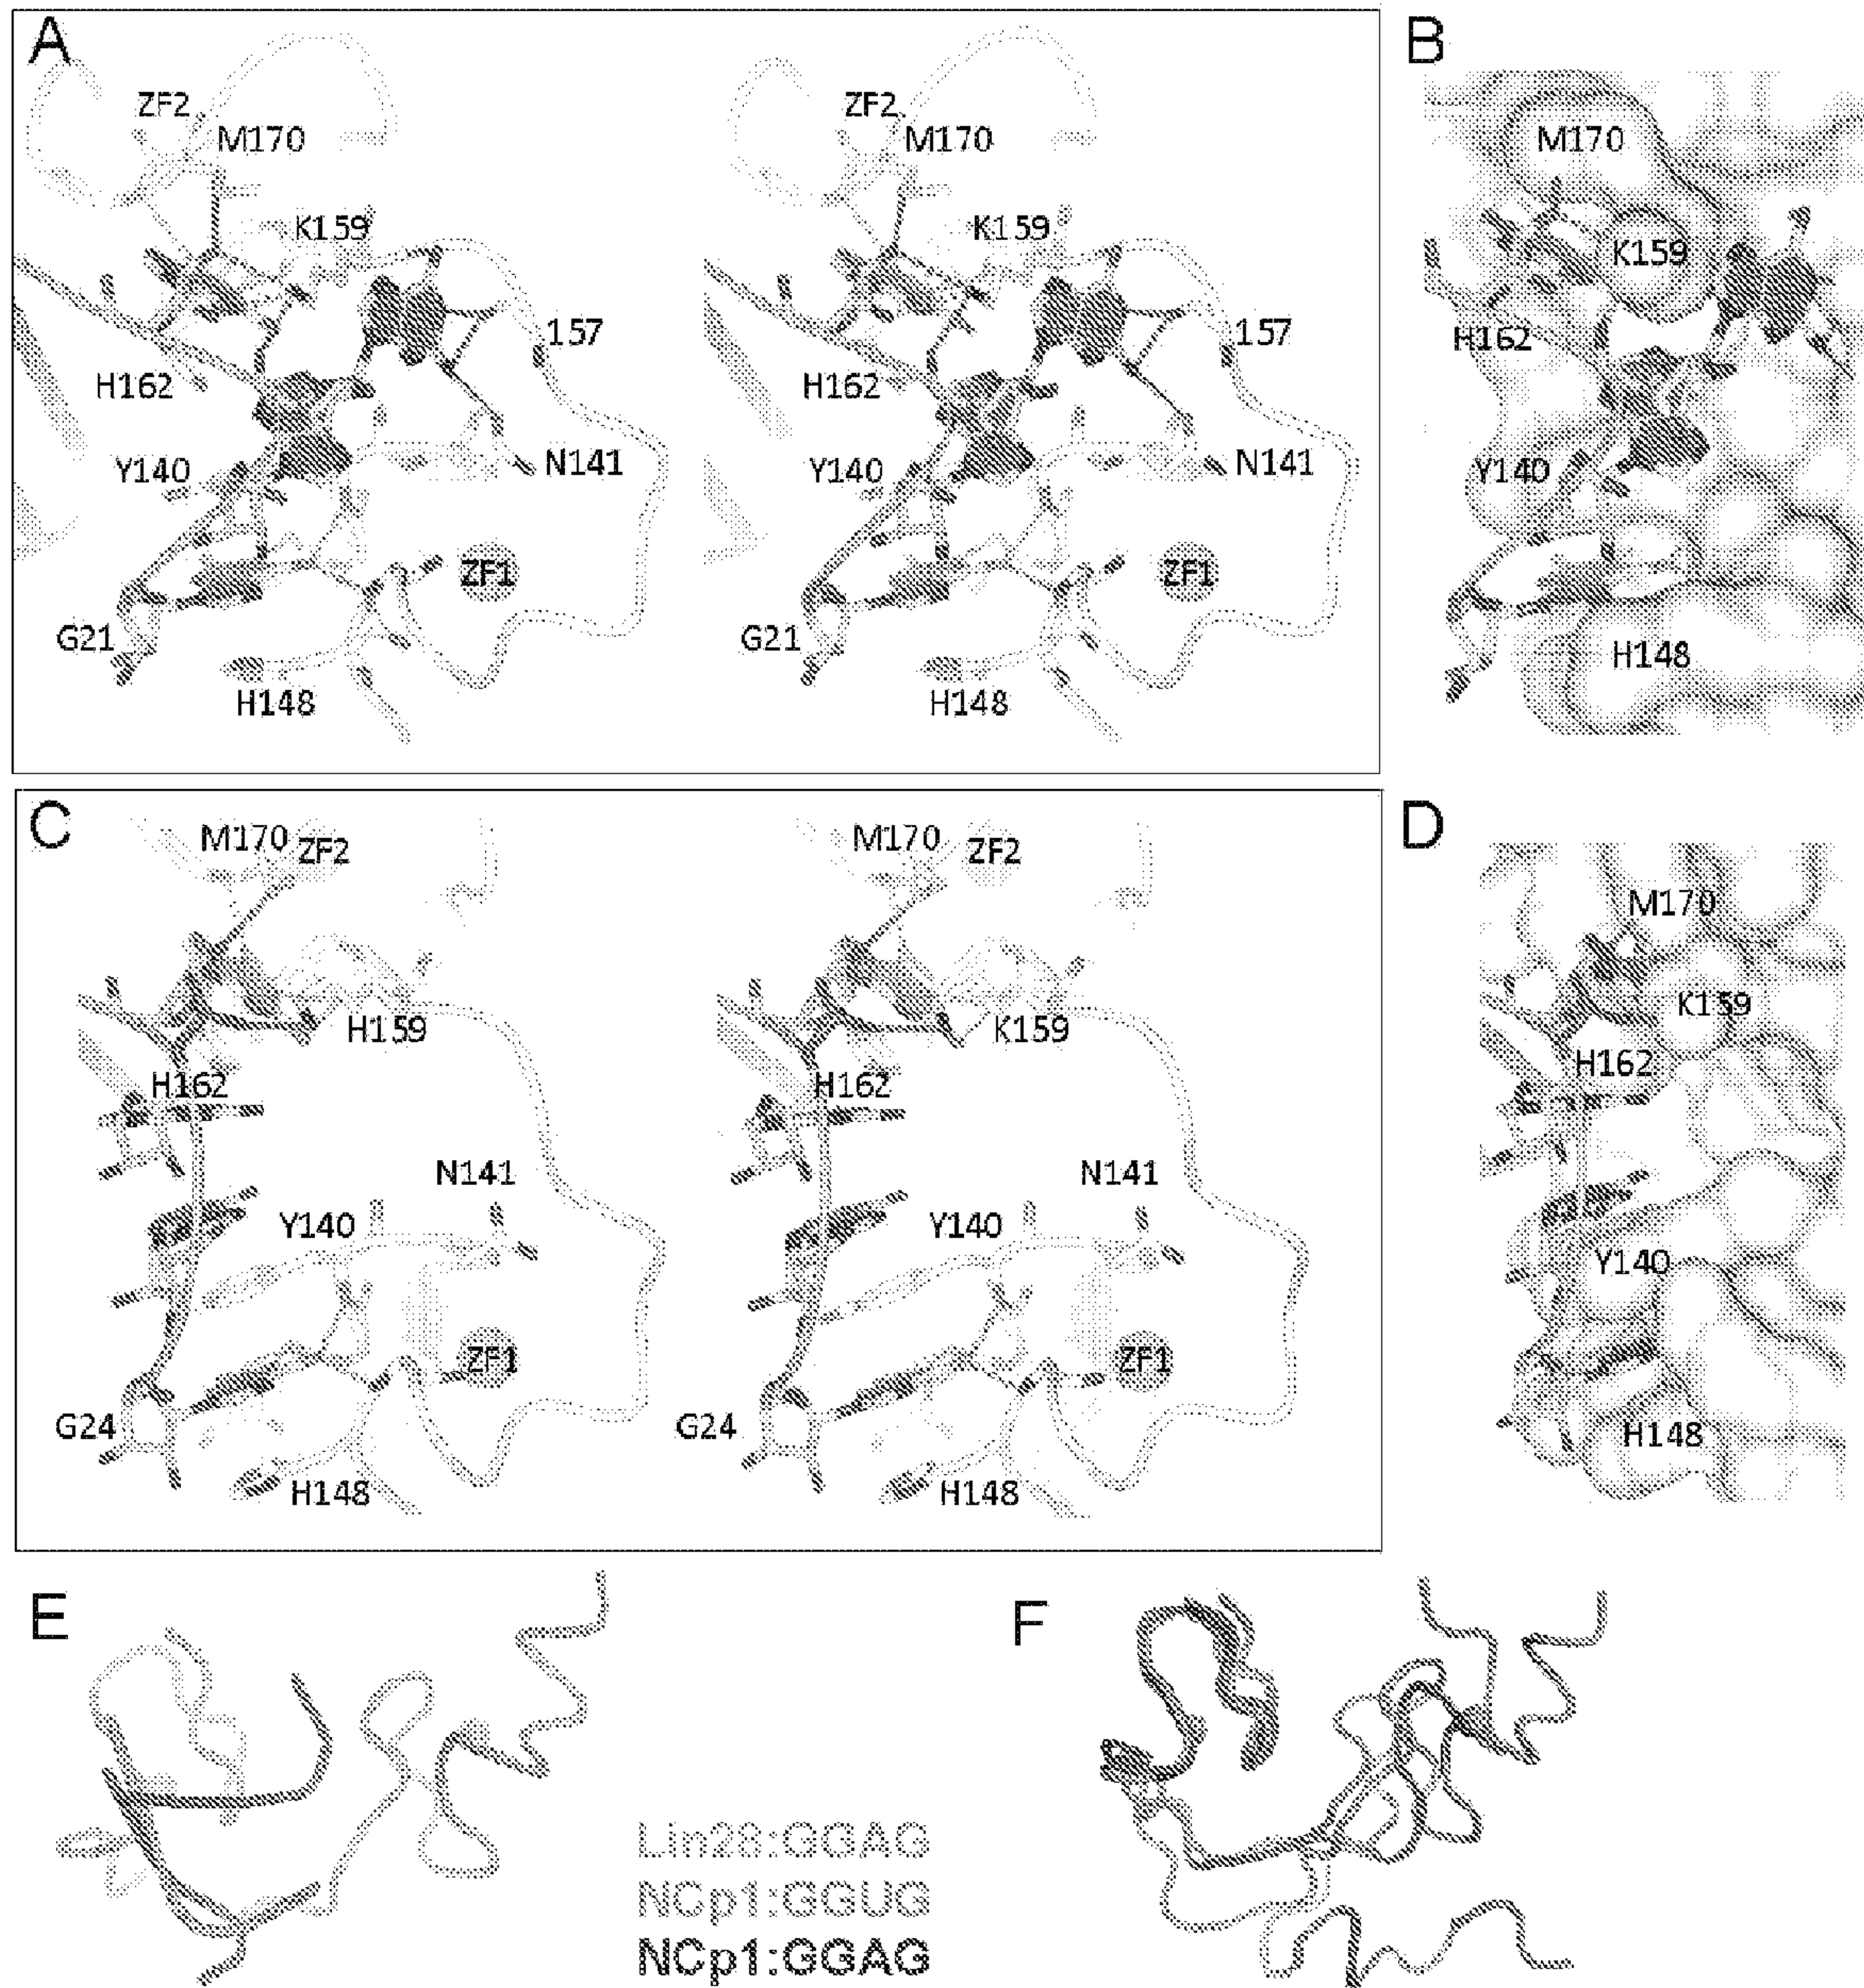 A
ZF2
M170
K159
157
H162
Y140
N141
ZF1
G21
H148
ZF2
M170
K159
157
H162
Y140
N141
ZF1
G21
H148
B
M170
K159
H162
Y140
H148
C
M170 ZF2
H159
H162
N141
Y140
ZF1
G24
H148
M170 ZF2
K159
H162
N141
Y140
ZF1
G24
H148
D
M170
K159
H162
Y140
H148
E
Lin28:GGAG
NCp1:GGUG
NCp1:GGAG
F